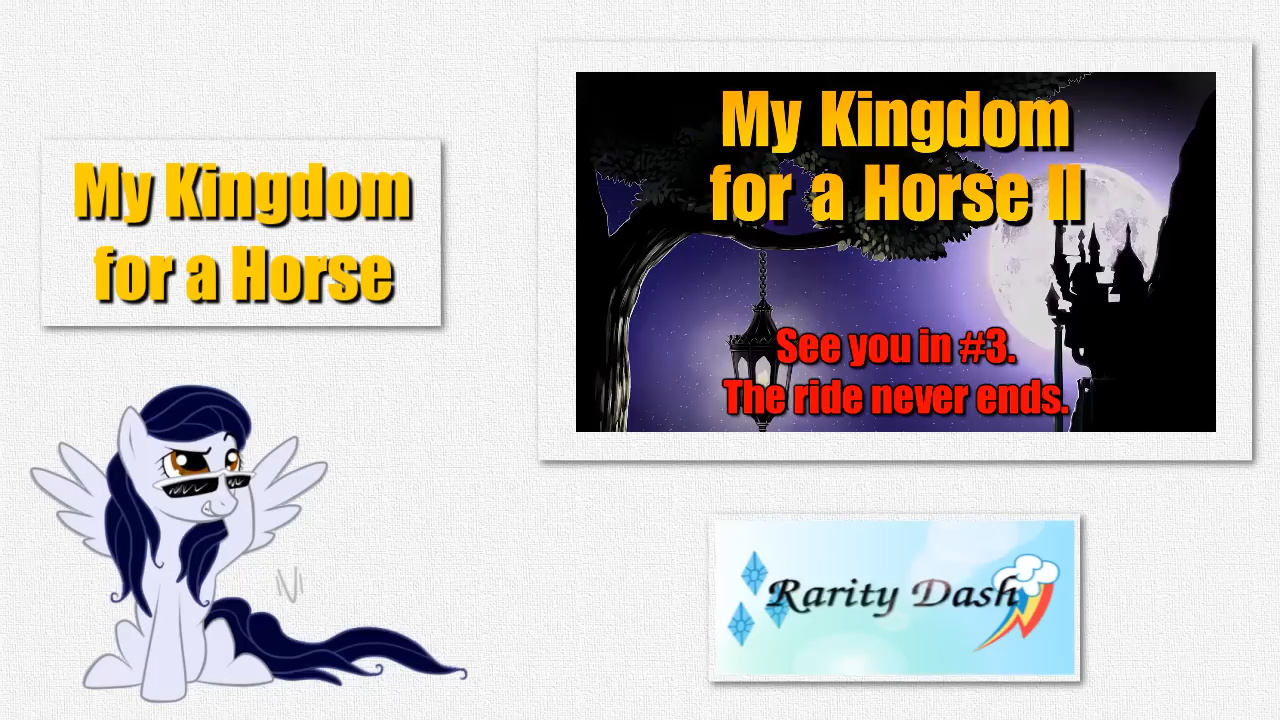 My Kingdom
for a Horse
My Kingdom
for a Horse II
See you in #3.
The ride never ends.
Rarity Dash